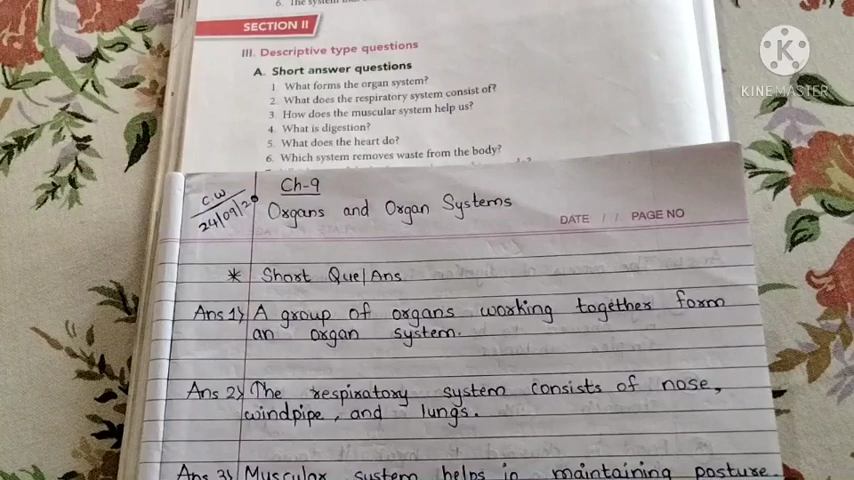 6. The system
SECTION II
III. Descriptive type questions
A. Short answer questions
1 What forms the organ system?
2. What does the respiratory system consist of?
3. How does the muscular system help us?
4. What is digestion?
5. What does the heart do?
6. Which system removes waste from the body?
KINEMASTER
C.W
24/09/20
Ch-9
Organs and Organ Systems
DATE / / PAGE NO
* Short Que/Ans
Ans 1) A group of organs working together form
an organ system.
Ans 2) The respiratory system consists of nose,
windpipe, and lungs.
Ans 3) Muscular system helps in maintaining posture.